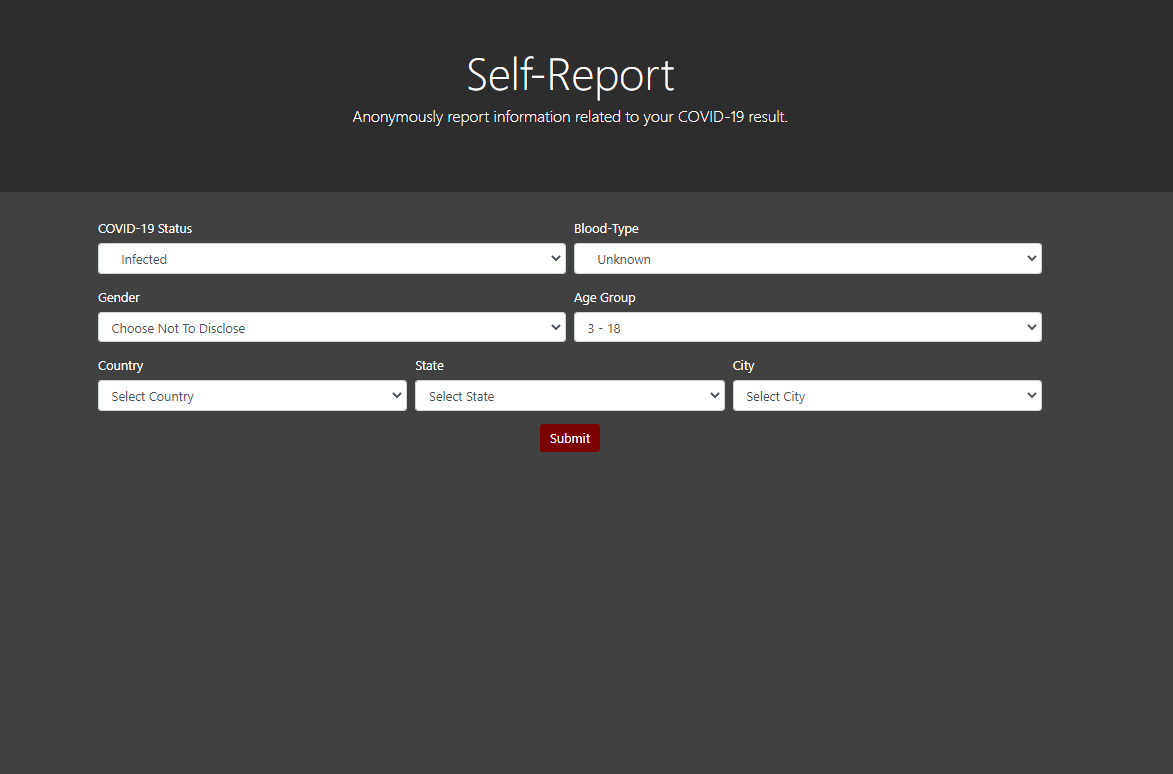 Self-Report
Anonymously report information related to your COVID-19 result.
COVID-19 Status Blood-Type
Infected Unknown
Gender Age Group
Choose Not To Disclose 3 - 18
Country State City
Select Country Select State Select City
Submit